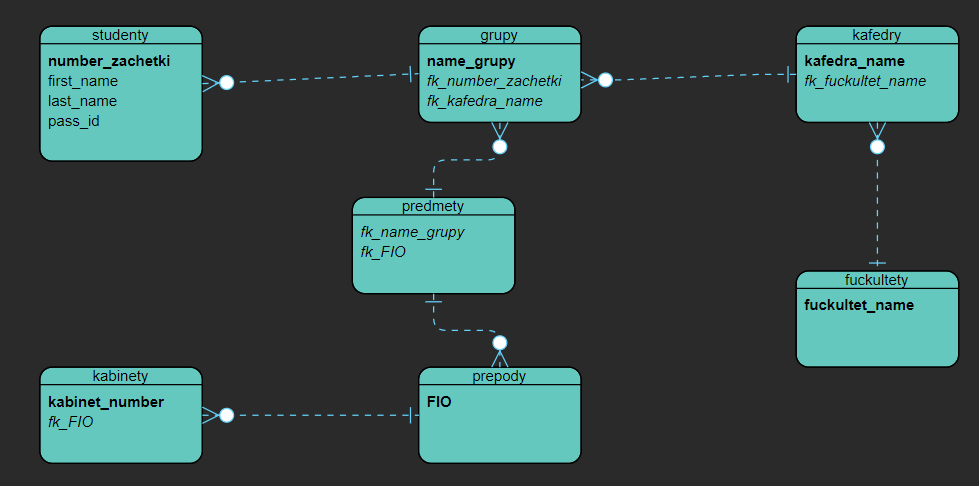 studenty
number_zachetki
first_name
last_name
pass_id
grupy
name_grupy
fk_number_zachetki
fk_kafedra_name
kafedry
kafedra_name
fk_fuckultet_name
predmety
fk_name_grupy
fk_FIO
fuckultety
fuckultet_name
kabinety
kabinet_number
fk_FIO
prepody
FIO